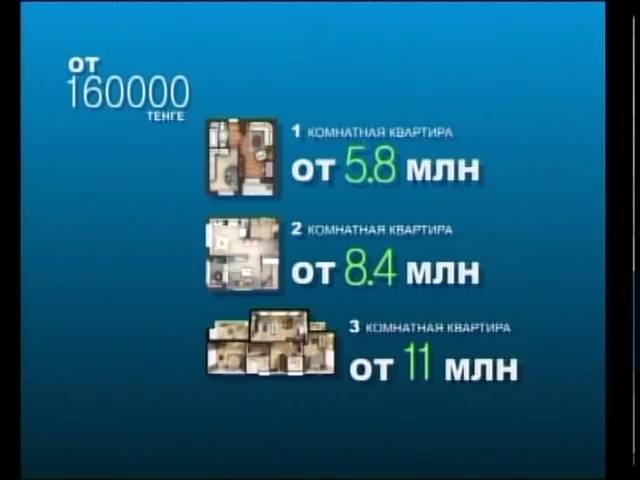 от
160000
ТЕНГЕ
1 КОМНАТНАЯ КВАРТИРА
от 5.8 млн
2 КОМНАТНАЯ КВАРТИРА
от 8.4 млн
3 КОМНАТНАЯ КВАРТИРА
от 11 млн